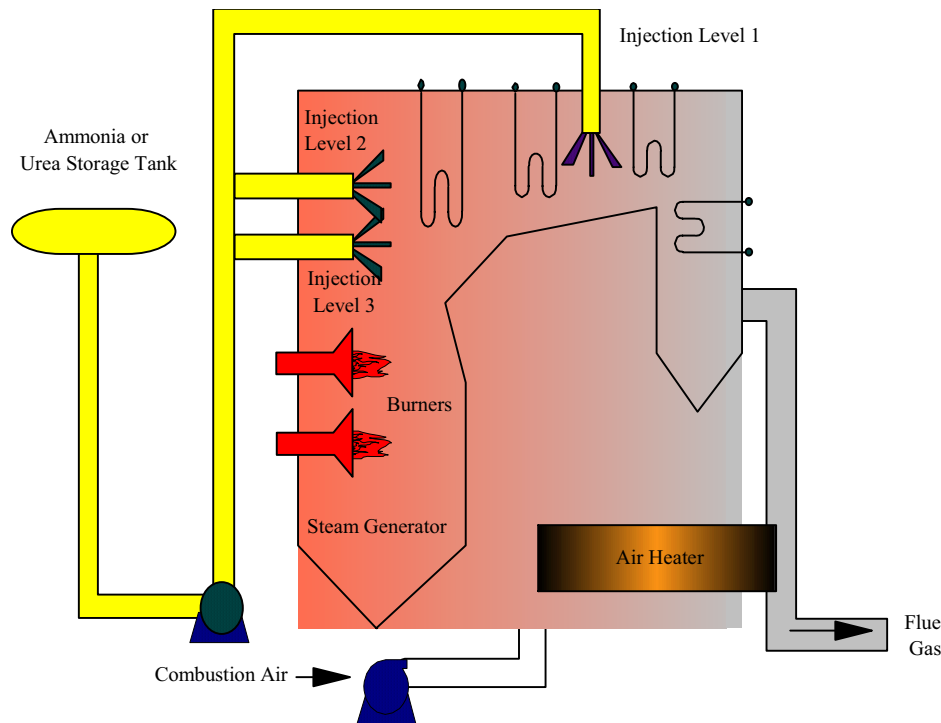 Injection Level 1
Injection
Level 2
Ammonia or
Urea Storage Tank
Injection
Level 3
Burners
Steam Generator
Air Heater
Flue
Gas
Combustion Air